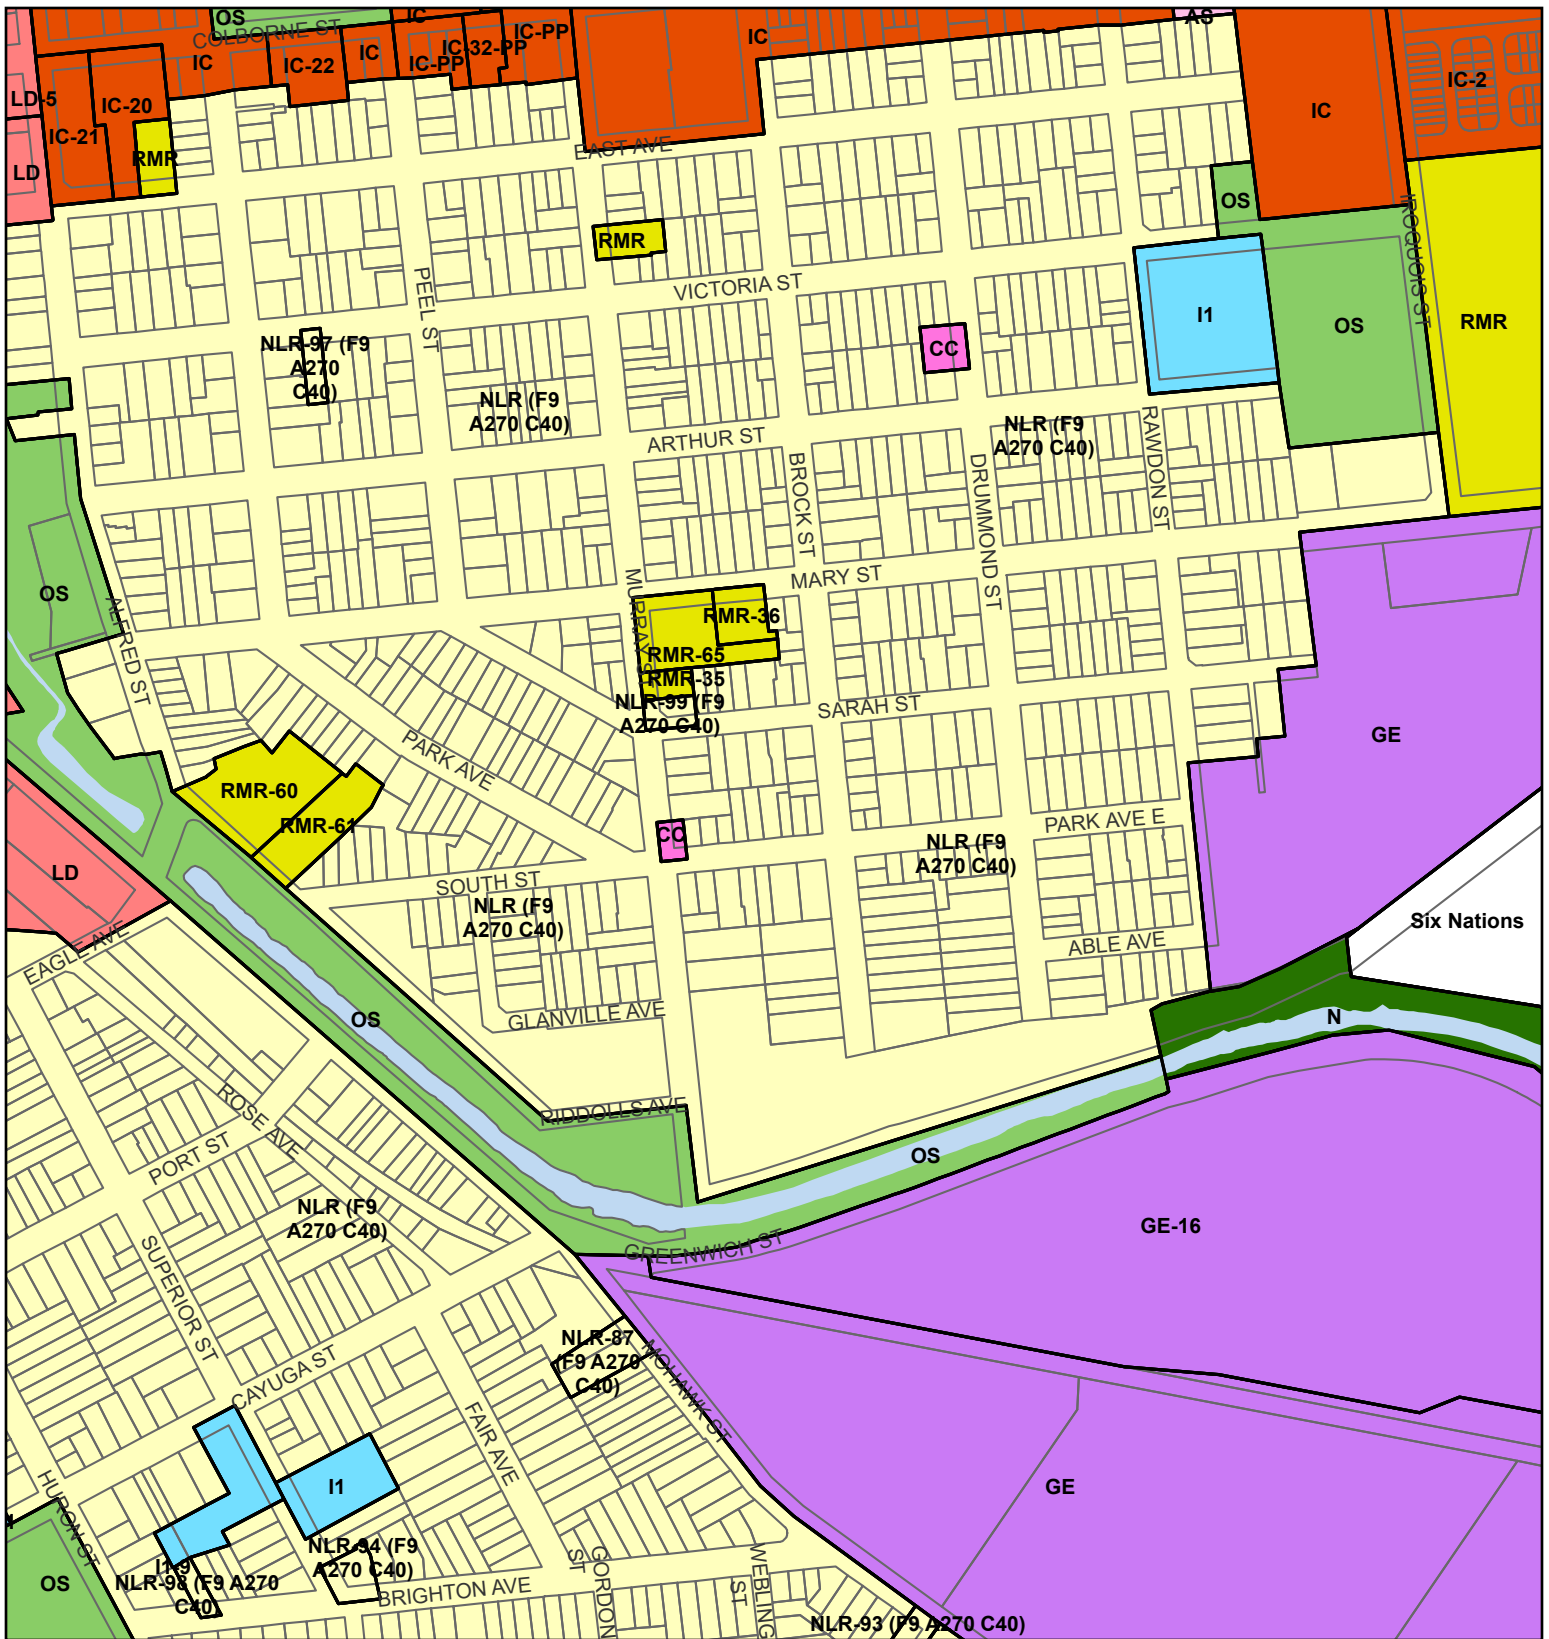 OS
IC
AS
COLBORNE ST
IC
IC-22
IC
IC-PP
IC-32-PP
IC-PP
IC
IC-2
LD-5
IC-20
IC-21
IC
RMR
LD
EAST AVE
OS
RMR
IROQUOIS ST
PEEL ST
VICTORIA ST
I1
OS
RMR
NLR-97 (F9
A270
C40)
CC
NLR (F9
A270 C40)
ARTHUR ST
NLR (F9
A270 C40)
BROCK ST
DRUMMOND ST
RAWDON ST
OS
ALFRED ST
MURRAY ST
MARY ST
RMR-36
RMR-65
RMR-35
NLR-99 (F9
A270 C40)
SARAH ST
GE
PARK AVE
RMR-60
RMR-61
CC
PARK AVE E
NLR (F9
A270 C40)
LD
SOUTH ST
NLR (F9
A270 C40)
Six Nations
EAGLE AVE
ABLE AVE
OS
GLANVILLE AVE
N
ROSE AVE
RIDDOLLS AVE
PORT ST
OS
NLR (F9
A270 C40)
GE-16
GREENWICH ST
SUPERIOR ST
NLR-87
(F9 A270
C40)
MOHAWK ST
CAYUGA ST
FAIR AVE
I1
GE
HURON ST
NLR-94 (F9
A270 C40)
I1-9
NLR-98 (F9 A270
C40)
OS
BRIGHTON AVE
GORDON
ST
WEBLING
ST
NLR-93 (F9 A270 C40)